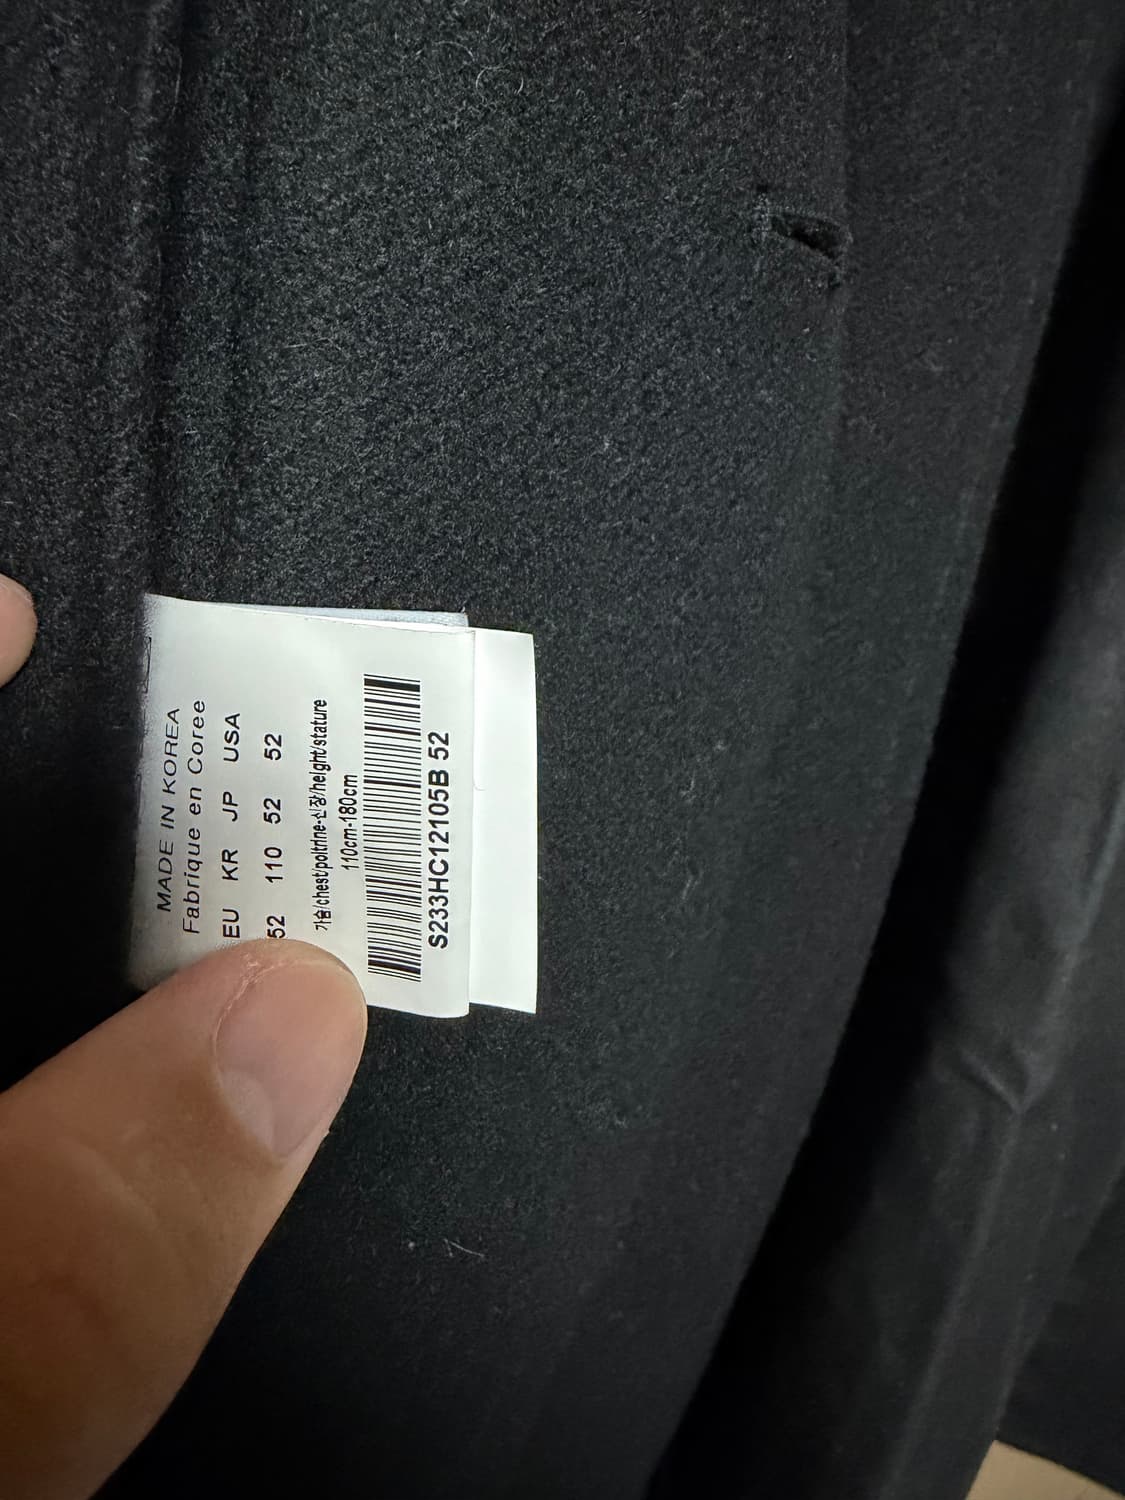 MADE IN KOREA
Fabrique en Coree
EU KR JP USA
52 110 52 52
가슴/chest/poitrine-신장/height/stature
110cm-180cm
S233HC12105B 52